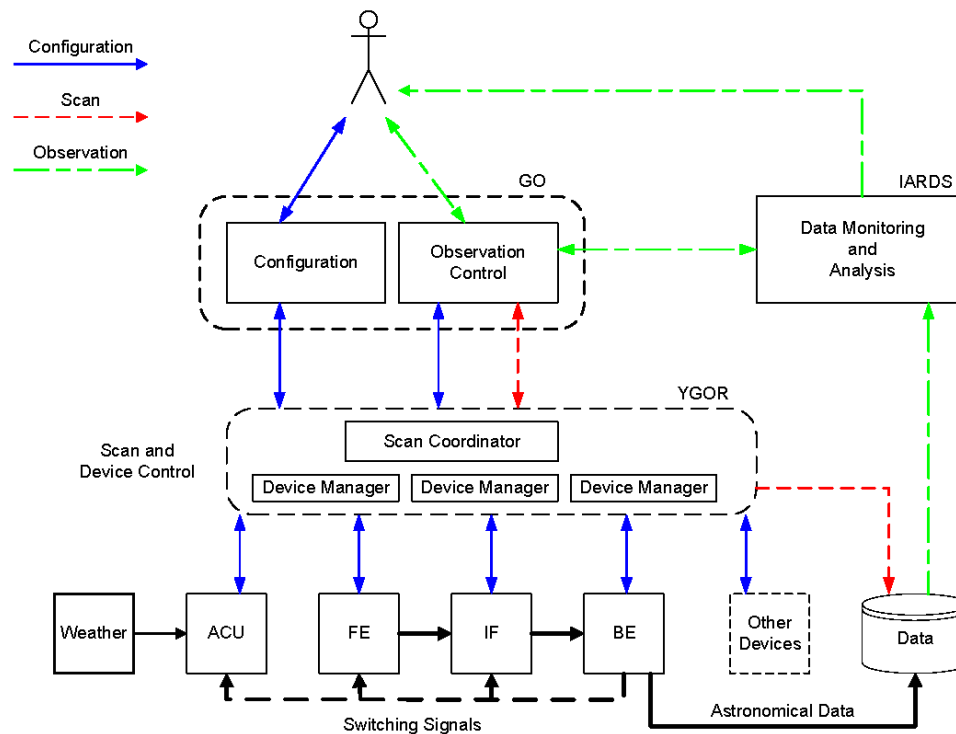 Configuration
Scan
Observation
GO
IARDS
Configuration
Observation
Control
Data Monitoring
and
Analysis
YGOR
Scan and
Device Control
Scan Coordinator
Device Manager
Device Manager
Device Manager
Weather
ACU
FE
IF
BE
Other
Devices
Data
Switching Signals
Astronomical Data